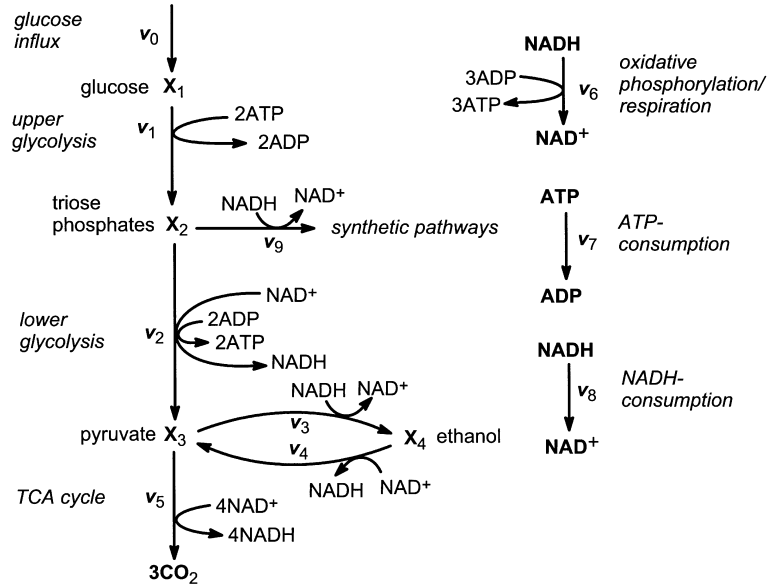 glucose
influx
v0
glucose X1
upper
glycolysis
v1
2ATP
2ADP
triose
phosphates X2
NADH
NAD+
v9
synthetic pathways
lower
glycolysis
v2
NAD+
2ADP
2ATP
NADH
pyruvate X3
NADH
NAD+
v3
v4
X4 ethanol
NADH
NAD+
TCA cycle
v5
4NAD+
4NADH
3CO2
NADH
3ADP
3ATP
v6
NAD+
oxidative
phosphorylation/
respiration
ATP
v7
ADP
ATP-
consumption
NADH
v8
NAD+
NADH-
consumption